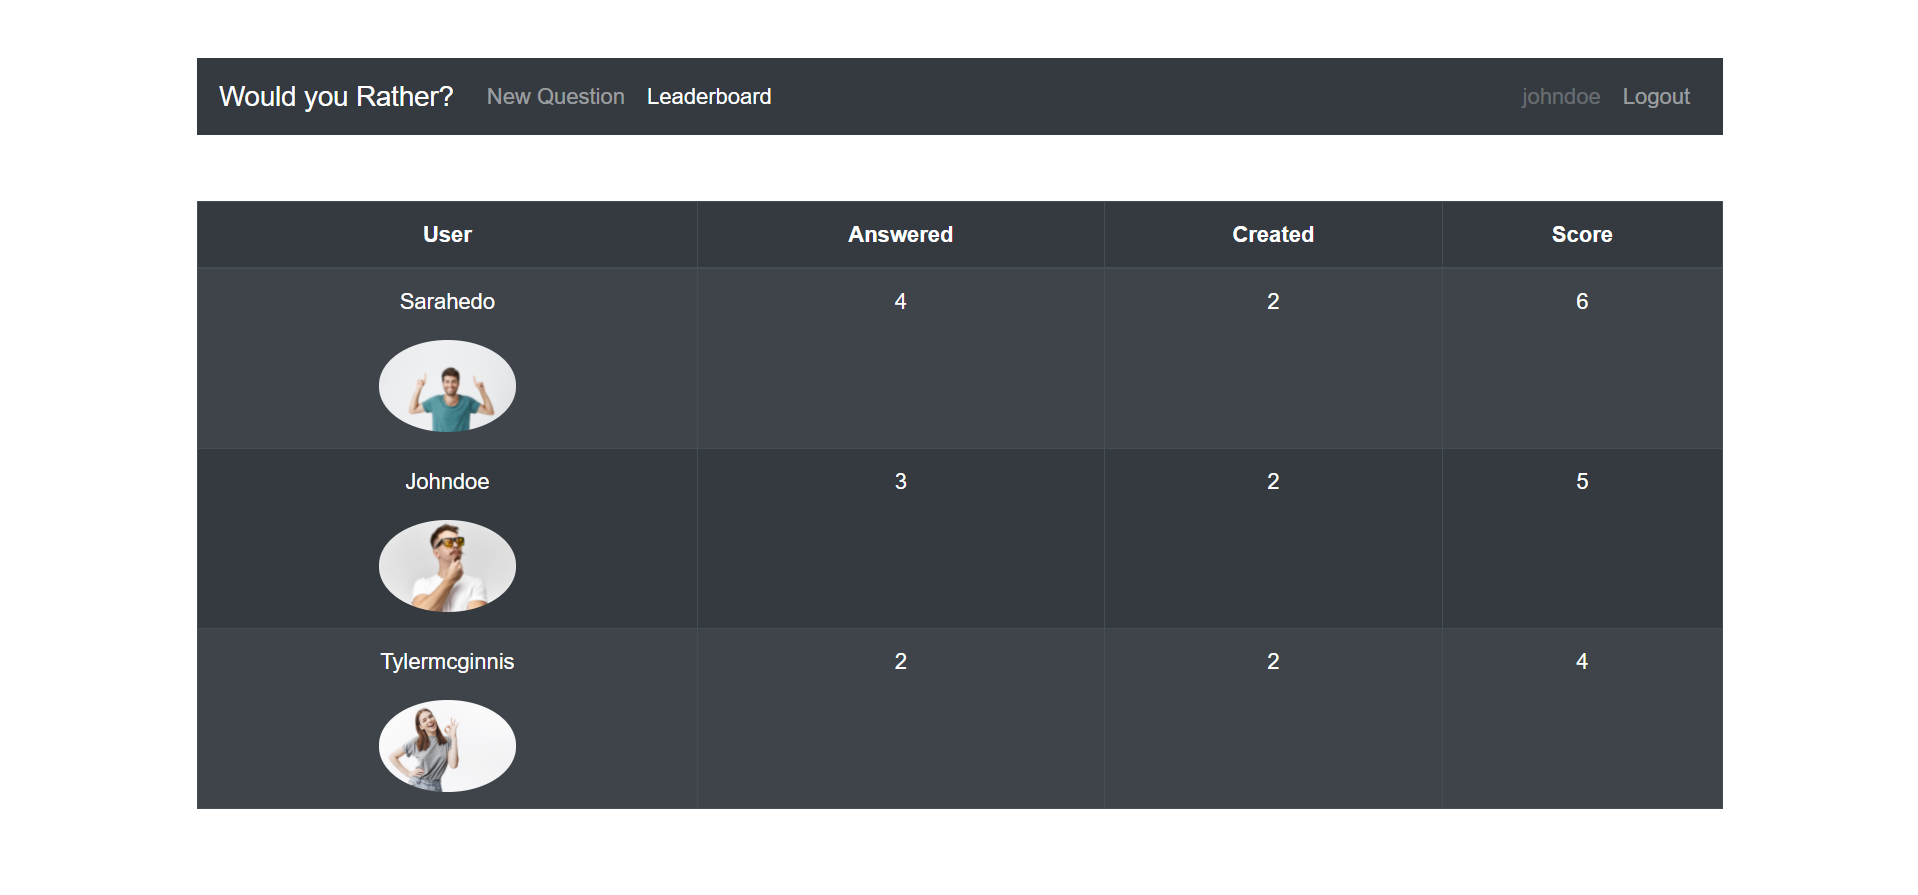 Would you Rather? New Question Leaderboard johndoe Logout
User Answered Created Score
Sarahedo 4 2 6
Johndoe 3 2 5
Tylermcginnis 2 2 4